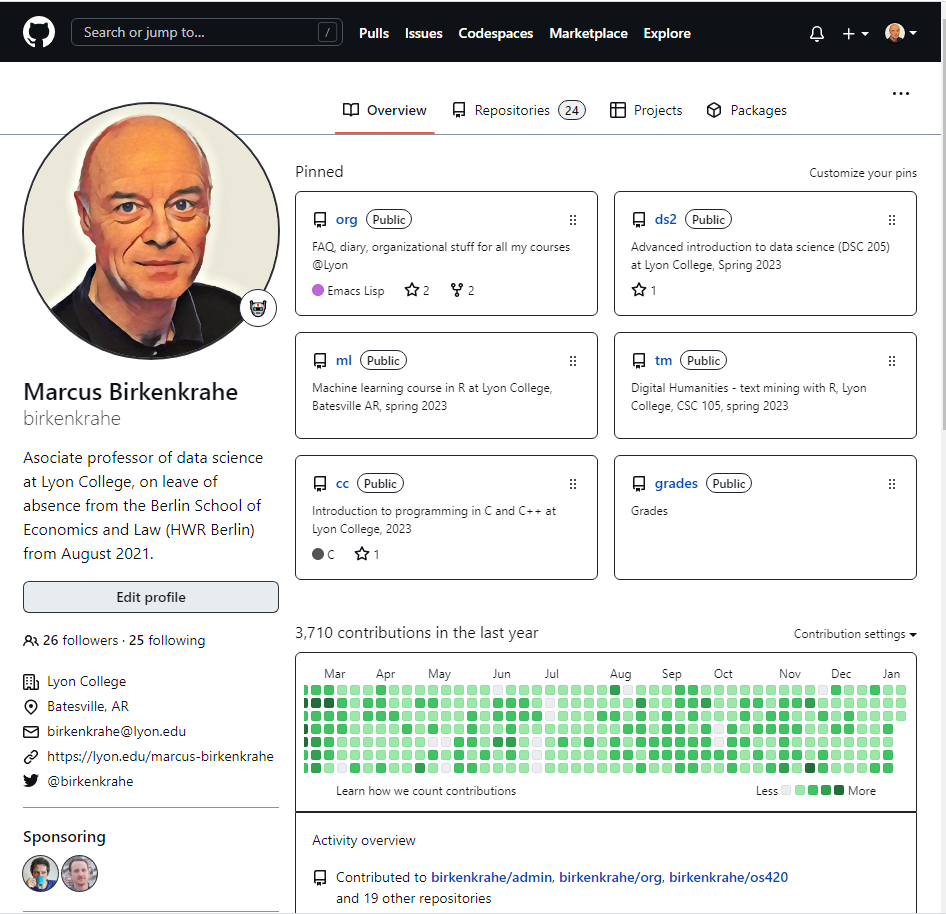 Search or jump to... /
Pulls Issues Codespaces Marketplace Explore
Overview Repositories 24 Projects Packages
Marcus Birkenkrahe
birkenkrahe
Asociate professor of data science
at Lyon College, on leave of
absence from the Berlin School of
Economics and Law (HWR Berlin)
from August 2021.
Edit profile
26 followers · 25 following
Lyon College
Batesville, AR
birkenkrahe@lyon.edu
https://lyon.edu/marcus-birkenkrahe
@birkenkrahe
Sponsoring
Pinned
Customize your pins
org Public
FAQ, diary, organizational stuff for all my courses
@Lyon
Emacs Lisp 2 2
ds2 Public
Advanced introduction to data science (DSC 205)
at Lyon College, Spring 2023
1
ml Public
Machine learning course in R at Lyon College,
Batesville AR, spring 2023
tm Public
Digital Humanities - text mining with R, Lyon
College, CSC 105, spring 2023
cc Public
Introduction to programming in C and C++ at
Lyon College, 2023
C 1
grades Public
Grades
3,710 contributions in the last year
Contribution settings
Mar Apr May Jun Jul Aug Sep Oct Nov Dec Jan
Learn how we count contributions
Less More
Activity overview
Contributed to birkenkrahe/admin, birkenkrahe/org, birkenkrahe/os420
and 19 other repositories